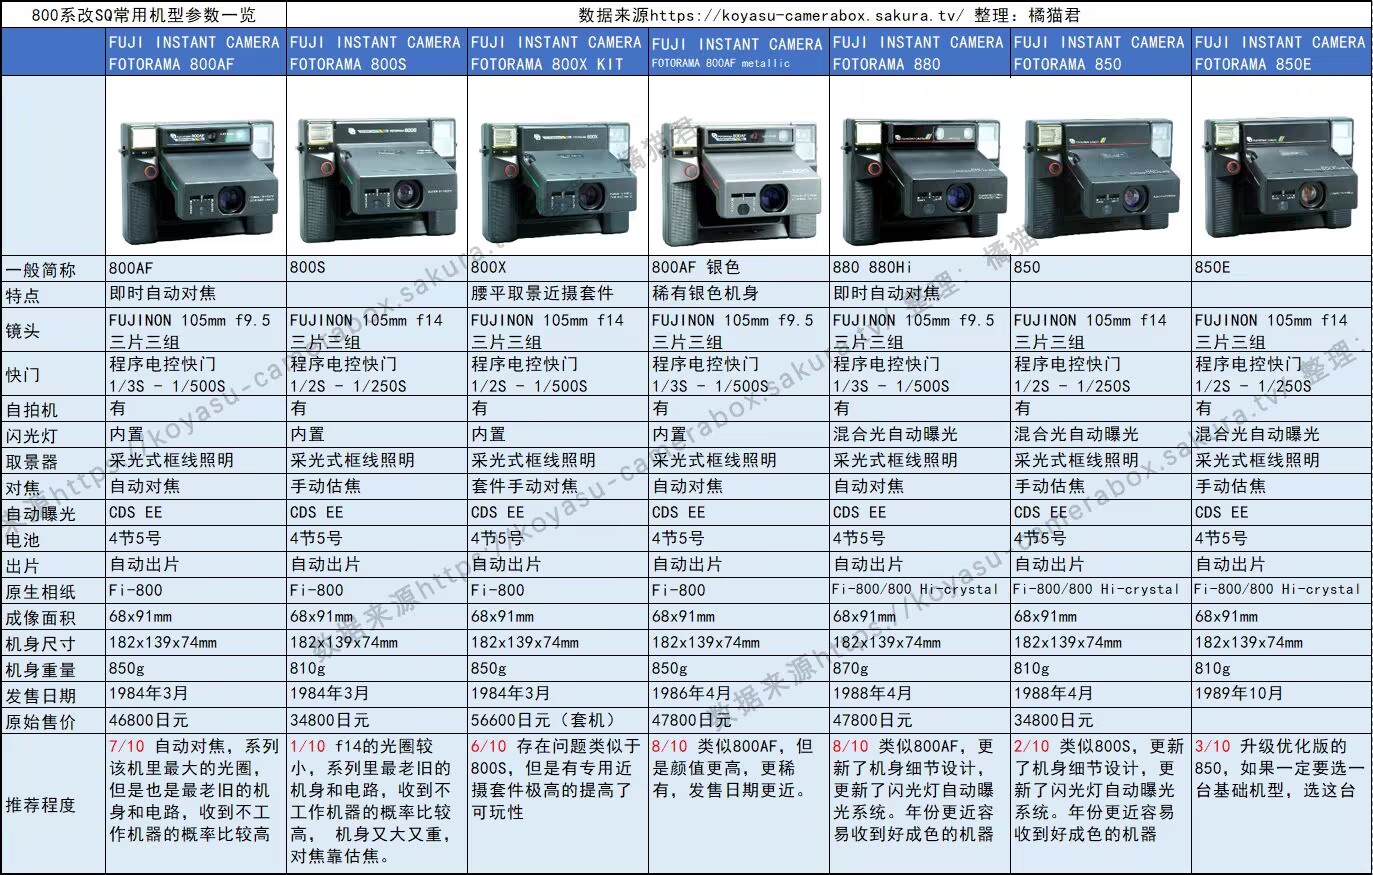 800系改SQ常用机型参数一览 数据来源https://koyasu-camerabox.sakura.tv/ 整理：橘猫君
FUJI INSTANT CAMERA FOTORAMA 800AF
FUJI INSTANT CAMERA FOTORAMA 800S
FUJI INSTANT CAMERA FOTORAMA 800X KIT
FUJI INSTANT CAMERA FOTORAMA 800AF metallic
FUJI INSTANT CAMERA FOTORAMA 880
FUJI INSTANT CAMERA FOTORAMA 850
FUJI INSTANT CAMERA FOTORAMA 850E
一般简称 800AF 800S 800X 800AF 银色 880 880Hi 850 850E
特点 即时自动对焦 腰平取景近摄套件 稀有银色机身 即时自动对焦
镜头 FUJINON 105mm f9.5 三片三组 FUJINON 105mm f14 三片三组 FUJINON 105mm f14 三片三组 FUJINON 105mm f9.5 三片三组 FUJINON 105mm f9.5 三片三组 FUJINON 105mm f14 三片三组 FUJINON 105mm f14 三片三组
快门 程序电控快门 1/3S - 1/500S 程序电控快门 1/2S - 1/250S 程序电控快门 1/2S - 1/250S 程序电控快门 1/3S - 1/500S 程序电控快门 1/3S - 1/500S 程序电控快门 1/2S - 1/250S 程序电控快门 1/2S - 1/250S
自拍机 有 有 有 有 有 有 有
闪光灯 内置 内置 内置 内置 混合光自动曝光 混合光自动曝光 混合光自动曝光
取景器 采光式框线照明 采光式框线照明 采光式框线照明 采光式框线照明 采光式框线照明 采光式框线照明 采光式框线照明
对焦 自动对焦 手动估焦 套件手动对焦 自动对焦 自动对焦 手动估焦 手动估焦
自动曝光 CDS EE CDS EE CDS EE CDS EE CDS EE CDS EE CDS EE
电池 4节5号 4节5号 4节5号 4节5号 4节5号 4节5号 4节5号
出片 自动出片 自动出片 自动出片 自动出片 自动出片 自动出片 自动出片
原生相纸 Fi-800 Fi-800 Fi-800 Fi-800 Fi-800/800 Hi-crystal Fi-800/800 Hi-crystal Fi-800/800 Hi-crystal
成像面积 68x91mm 68x91mm 68x91mm 68x91mm 68x91mm 68x91mm 68x91mm
机身尺寸 182x139x74mm 182x139x74mm 182x139x74mm 182x139x74mm 182x139x74mm 182x139x74mm 182x139x74mm
机身重量 850g 810g 850g 850g 870g 810g 810g
发售日期 1984年3月 1984年3月 1984年3月 1986年4月 1988年4月 1988年4月 1989年10月
原始售价 46800日元 34800日元 56600日元（套机） 47800日元 47800日元 34800日元
推荐程度
7/10 自动对焦，系列
该机里最大的光圈，
但是也是最老旧的机
身和电路，收到不工
作机器的概率比较高
1/10 f14的光圈较
小，系列里最老旧的
机身和电路，收到不
工作机器的概率比较
高， 机身又大又重，
对焦靠估焦。
6/10 存在问题类似于
800S，但是有专用近
摄套件极高的提高了
可玩性
8/10 类似800AF，但
是颜值更高，更稀
有，发售日期更近。
8/10 类似800AF，更
新了机身细节设计，
更新了闪光灯自动曝
光系统。年份更近容
易收到好成色的机器
2/10 类似800S，更新
了机身细节设计，更
新了闪光灯自动曝光
系统。年份更近容易
收到好成色的机器
3/10 升级优化版的
850，如果一定要选一
台基础机型，选这台